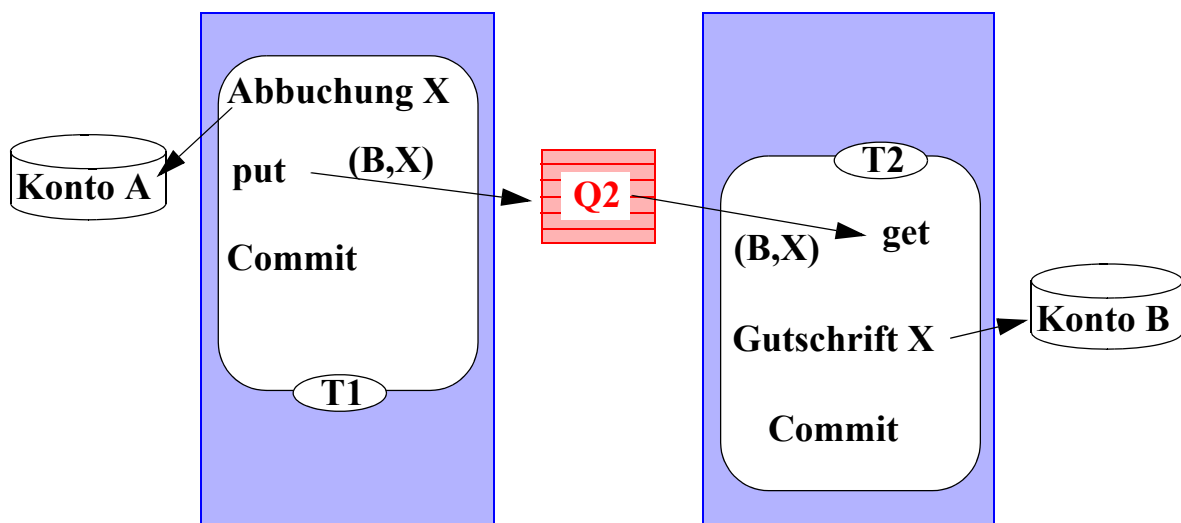 Abbuchung X
Konto A
put
(B,X)
Commit
T1
Q2
T2
(B,X)
get
Gutschrift X
Konto B
Commit